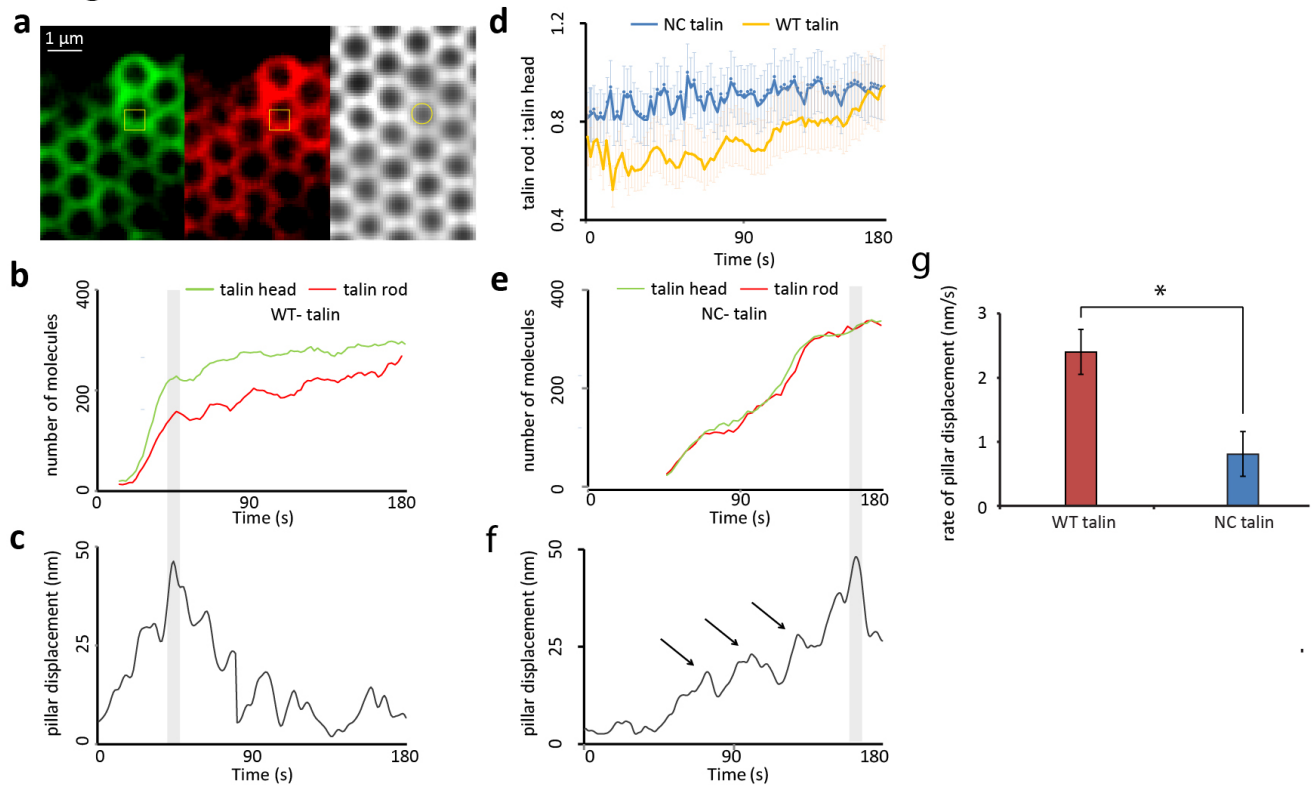 a
1 µm
b
400
talin head
talin rod
WT- talin
number of molecules
200
0
0
90
180
Time (s)
c
50
pillar displacement (nm)
25
0
0
90
180
Time (s)
d
1.2
NC talin
WT talin
talin rod : talin head
0.8
0.4
0
90
180
Time (s)
e
400
talin head
talin rod
NC- talin
number of molecules
200
0
0
90
180
Time (s)
f
50
pillar displacement (nm)
25
0
0
90
180
Time (s)
g
rate of pillar displacement (nm/s)
3
*
2
1
0
WT talin
NC talin